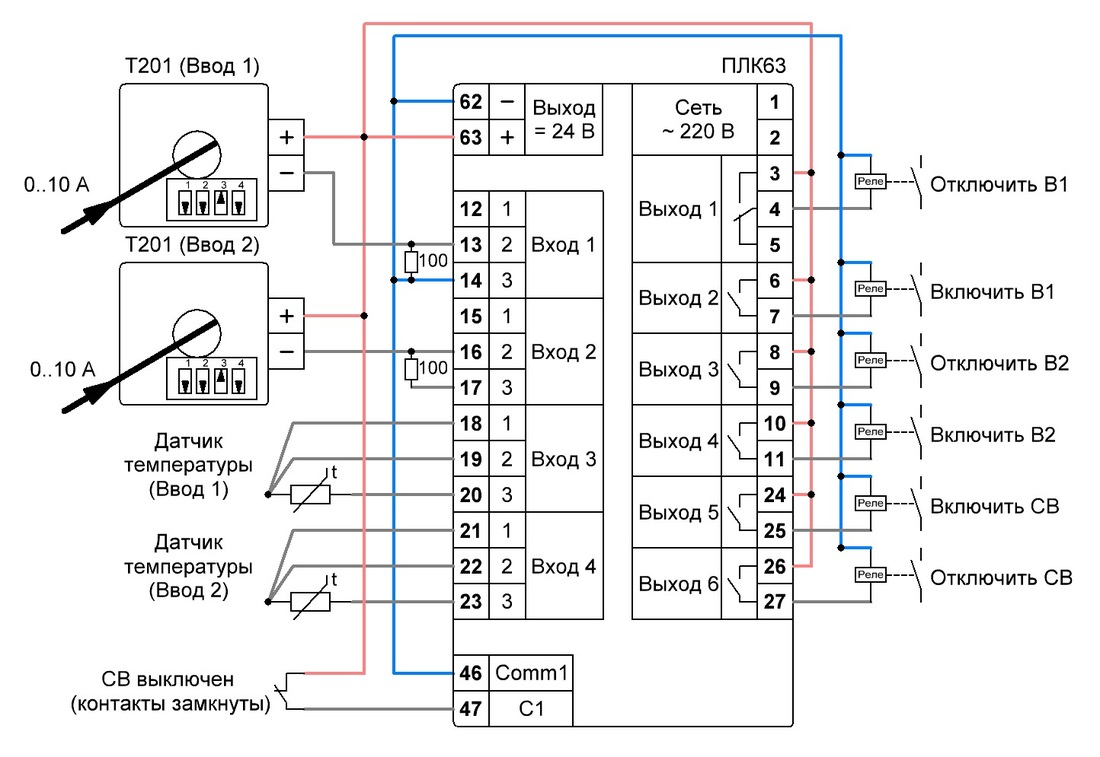 T201 (Ввод 1)
+
−
0..10 А
1 2 3 4
T201 (Ввод 2)
+
−
0..10 А
1 2 3 4
Датчик
температуры
(Ввод 1)
t
Датчик
температуры
(Ввод 2)
t
СВ выключен
(контакты замкнуты)
100
100
ПЛК63
62 −
63 +
Выход
= 24 В
12 1
13 2
14 3
Вход 1
15 1
16 2
17 3
Вход 2
18 1
19 2
20 3
Вход 3
21 1
22 2
23 3
Вход 4
46 Comm1
47 C1
Сеть
~ 220 В
1
2
Выход 1
3
4
5
Выход 2
6
7
Выход 3
8
9
Выход 4
10
11
Выход 5
24
25
Выход 6
26
27
Реле
Отключить В1
Реле
Включить В1
Реле
Отключить В2
Реле
Включить В2
Реле
Включить СВ
Реле
Отключить СВ